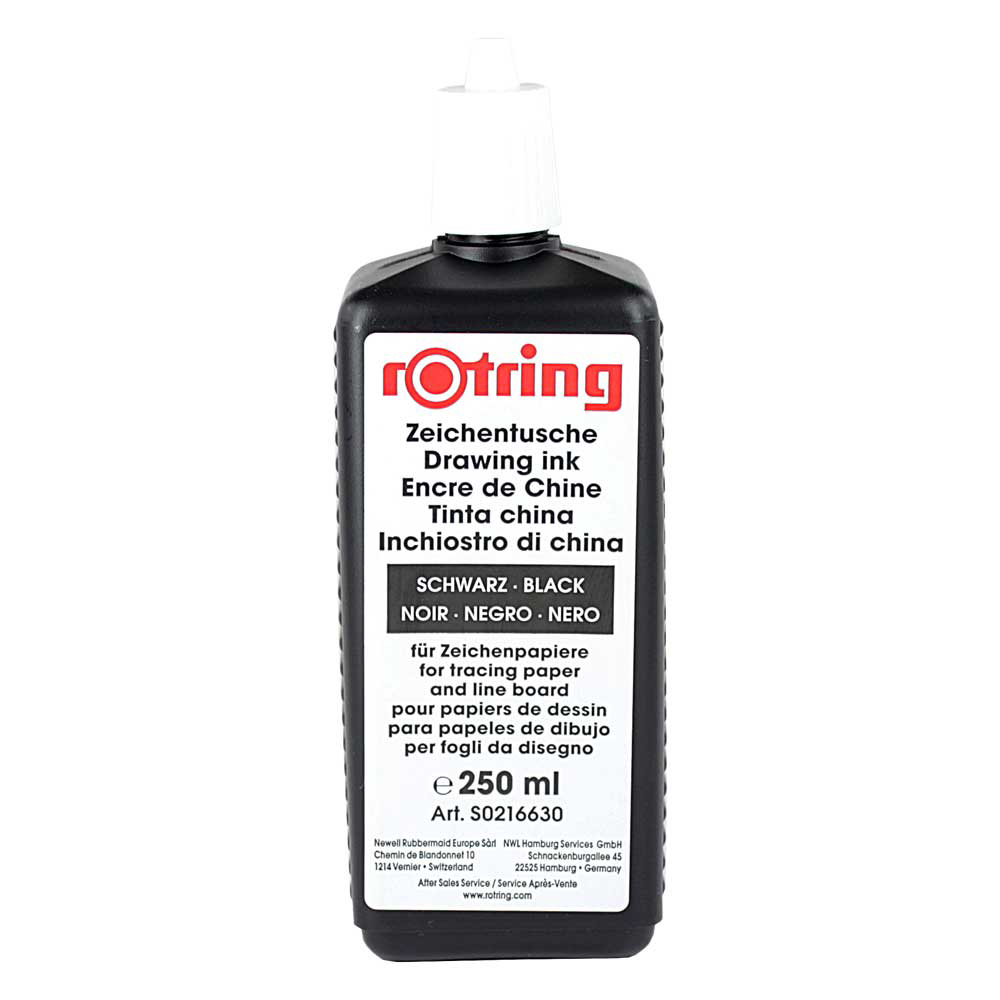 rotring
Zeichentusche
Drawing ink
Encre de Chine
Tinta china
Inchiostro di china
SCHWARZ · BLACK
NOIR · NEGRO · NERO
für Zeichenpapiere
for tracing paper
and line board
pour papiers de dessin
para papeles de dibujo
per fogli da disegno
℮ 250 ml
Art. S0216630
Newell Rubbermaid Europe Sàrl NWL Hamburg Services GmbH
Chemin de Blandonnet 10 Schnackenburgallee 45
1214 Vernier • Switzerland 22525 Hamburg • Germany
After Sales Service / Service Après-Vente
www.rotring.com